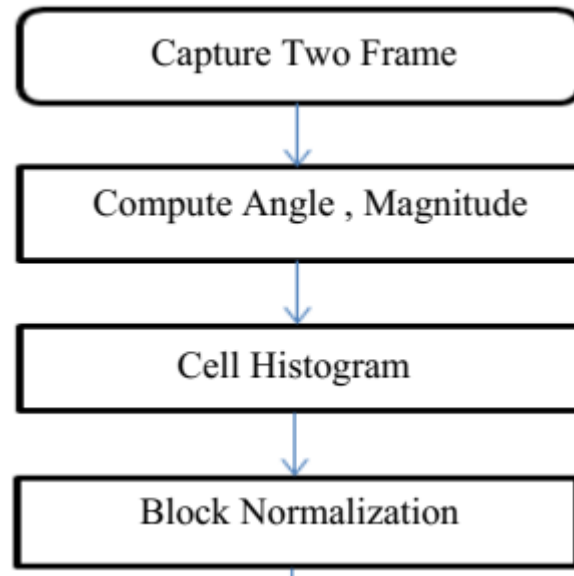 Capture Two Frame
Compute Angle , Magnitude
Cell Histogram
Block Normalization